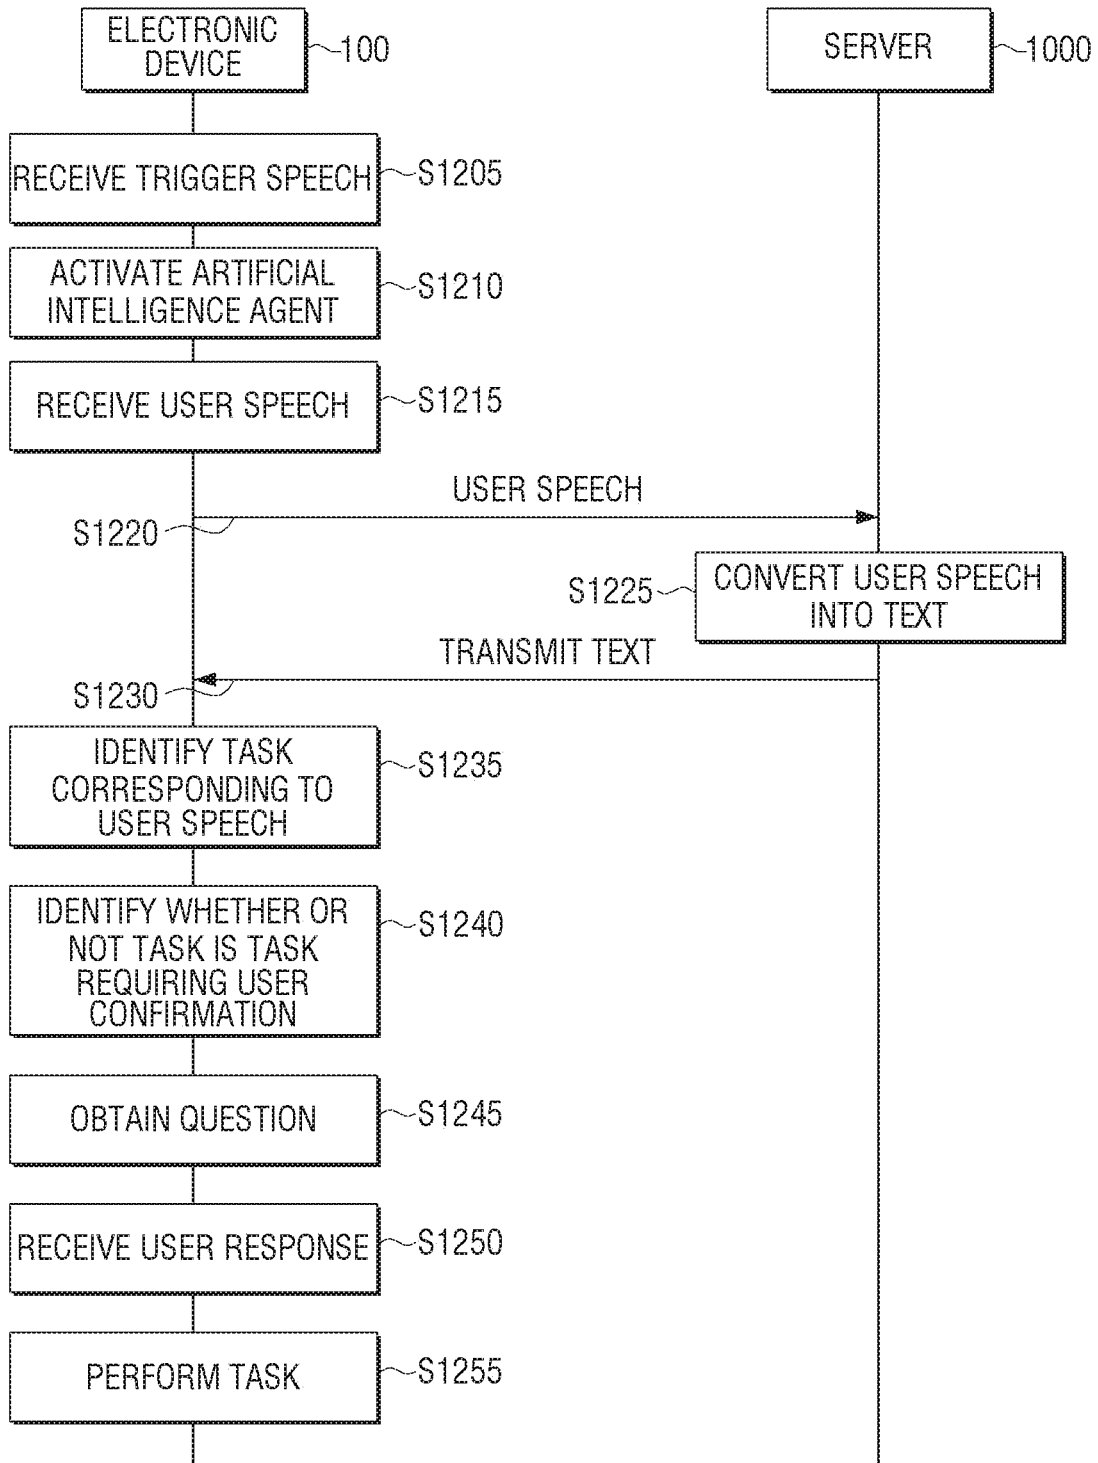 ELECTRONIC
DEVICE
100
SERVER
1000
RECEIVE TRIGGER SPEECH
S1205
ACTIVATE ARTIFICIAL
INTELLIGENCE AGENT
S1210
RECEIVE USER SPEECH
S1215
USER SPEECH
S1220
CONVERT USER SPEECH
INTO TEXT
S1225
TRANSMIT TEXT
S1230
IDENTIFY TASK
CORRESPONDING TO
USER SPEECH
S1235
IDENTIFY WHETHER OR
NOT TASK IS TASK
REQUIRING USER
CONFIRMATION
S1240
OBTAIN QUESTION
S1245
RECEIVE USER RESPONSE
S1250
PERFORM TASK
S1255